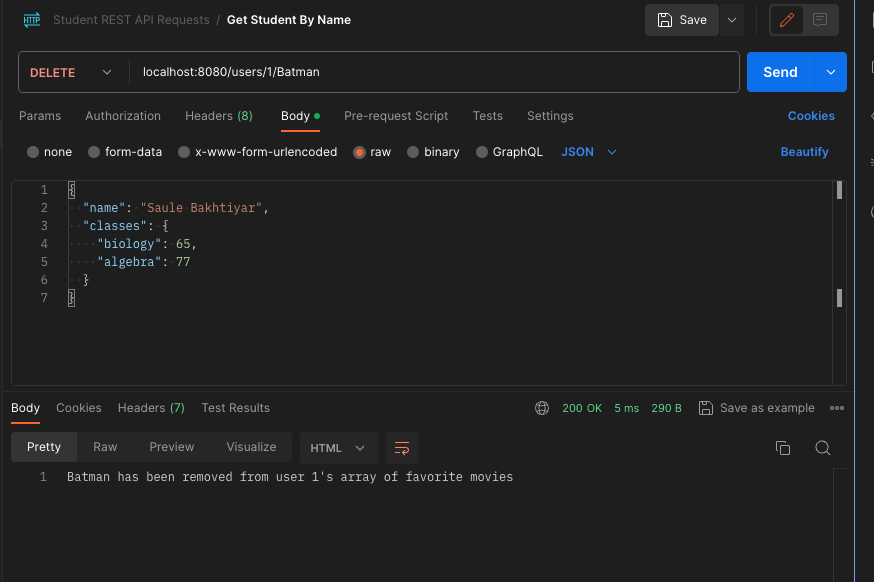 HTTP Student REST API Requests / Get Student By Name Save
DELETE localhost:8080/users/1/Batman Send
Params Authorization Headers (8) Body Pre-request Script Tests Settings Cookies
none form-data x-www-form-urlencoded raw binary GraphQL JSON Beautify
1 {
2 "name": "Saule Bakhtiyar",
3 "classes": {
4 "biology": 65,
5 "algebra": 77
6 }
7 }
Body Cookies Headers (7) Test Results 200 OK 5 ms 290 B Save as example
Pretty Raw Preview Visualize HTML
1 Batman has been removed from user 1's array of favorite movies